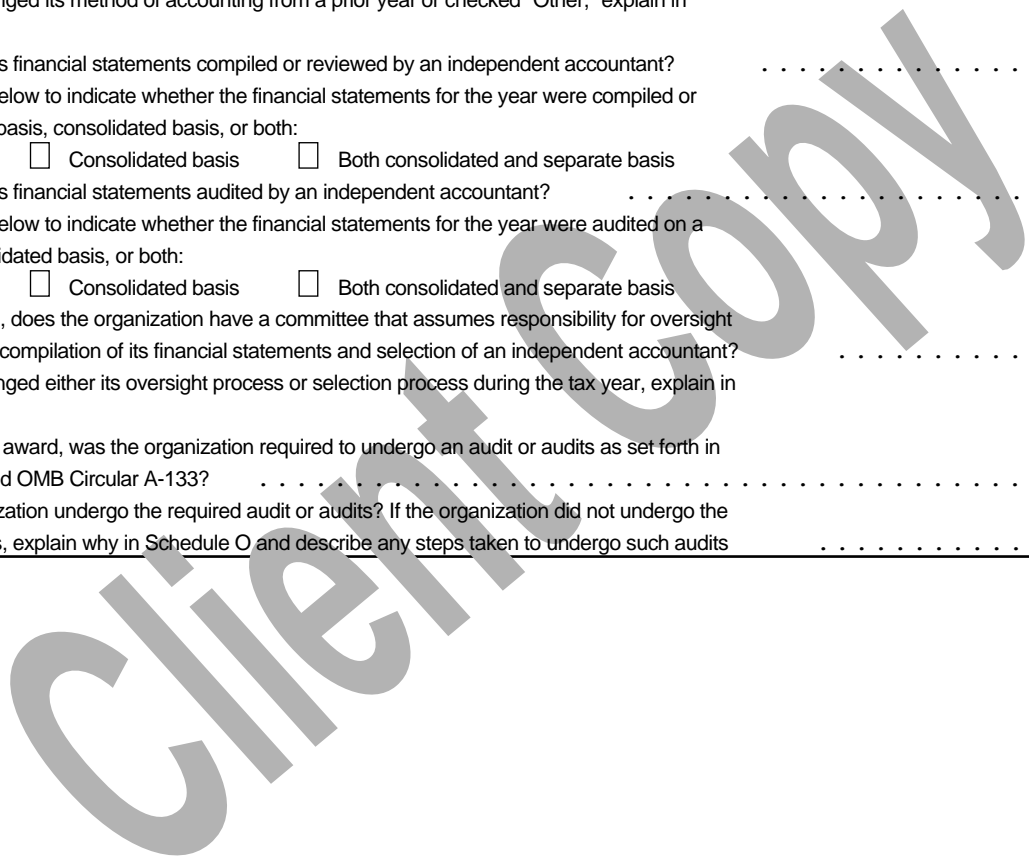 nged its method of accounting from a prior year or checked "Other," explain in
s financial statements compiled or reviewed by an independent accountant? . . . . . . . . . . . . . .
elow to indicate whether the financial statements for the year were compiled or
basis, consolidated basis, or both:
☐ Consolidated basis ☐ Both consolidated and separate basis
s financial statements audited by an independent accountant? . . . . . . . . . . . . . . . . . . . . .
elow to indicate whether the financial statements for the year were audited on a
idated basis, or both:
☐ Consolidated basis ☐ Both consolidated and separate basis
, does the organization have a committee that assumes responsibility for oversight
compilation of its financial statements and selection of an independent accountant? . . . . . . . . . .
nged either its oversight process or selection process during the tax year, explain in
award, was the organization required to undergo an audit or audits as set forth in
d OMB Circular A-133? . . . . . . . . . . . . . . . . . . . . . . . . . . . . . . . . . . . . . . . .
zation undergo the required audit or audits? If the organization did not undergo the
s, explain why in Schedule O and describe any steps taken to undergo such audits . . . . . . . . . . .
Client Copy